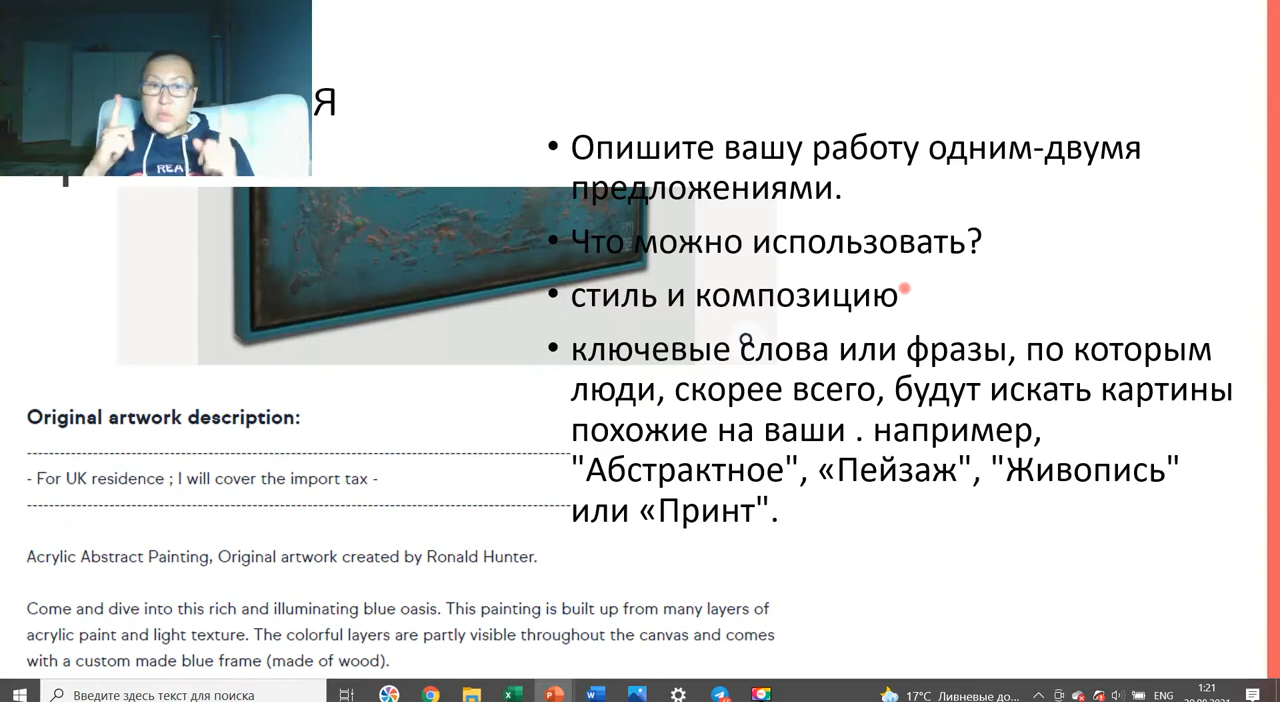 я
REA
• Опишите вашу работу одним-двумя
предложениями.
• Что можно использовать?
• стиль и композицию
• ключевые слова или фразы, по которым
люди, скорее всего, будут искать картины
похожие на ваши . например,
"Абстрактное", «Пейзаж", "Живопись"
или «Принт".
Original artwork description:
- For UK residence ; I will cover the import tax -
Acrylic Abstract Painting, Original artwork created by Ronald Hunter.
Come and dive into this rich and illuminating blue oasis. This painting is built up from many layers of
acrylic paint and light texture. The colorful layers are partly visible throughout the canvas and comes
with a custom made blue frame (made of wood).
Введите здесь текст для поиска
17°C Ливневые до...
ENG
1:21